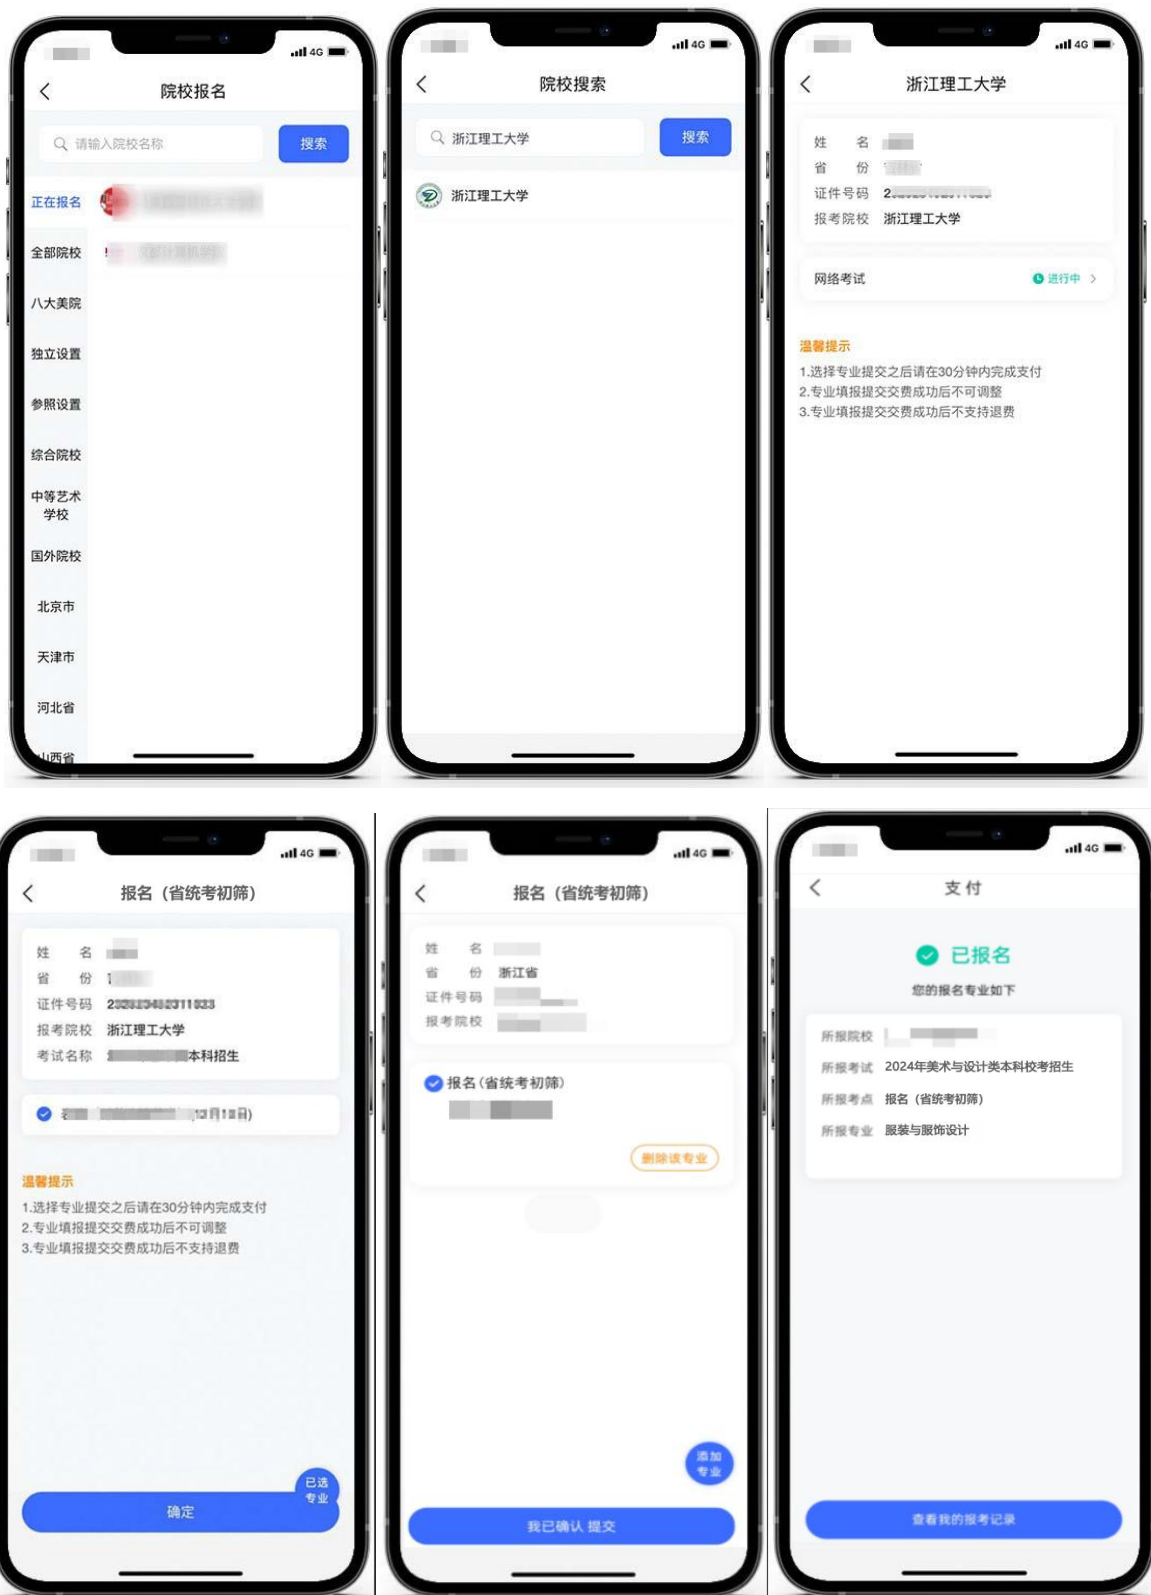 4G
院校报名
请输入院校名称
搜索
正在报名
全部院校
八大美院
独立设置
参照设置
综合院校
中等艺术
学校
国外院校
北京市
天津市
河北省
山西省
4G
院校搜索
浙江理工大学
搜索
浙江理工大学
4G
浙江理工大学
姓 名
省 份
证件号码
报考院校 浙江理工大学
网络考试 进行中
温馨提示
1.选择专业提交之后请在30分钟内完成支付
2.专业填报提交交费成功后不可调整
3.专业填报提交交费成功后不支持退费
4G
报名（省统考初筛）
姓 名
省 份
证件号码
报考院校 浙江理工大学
考试名称 本科招生
温馨提示
1.选择专业提交之后请在30分钟内完成支付
2.专业填报提交交费成功后不可调整
3.专业填报提交交费成功后不支持退费
已选
专业
确定
4G
报名（省统考初筛）
姓 名
省 份 浙江省
证件号码
报考院校
报名(省统考初筛)
删除该专业
添加
专业
我已确认 提交
4G
支付
已报名
您的报名专业如下
所报院校
所报考试 2024年美术与设计类本科校考招生
所报考点 报名（省统考初筛）
所报专业 服装与服饰设计
查看我的报考记录